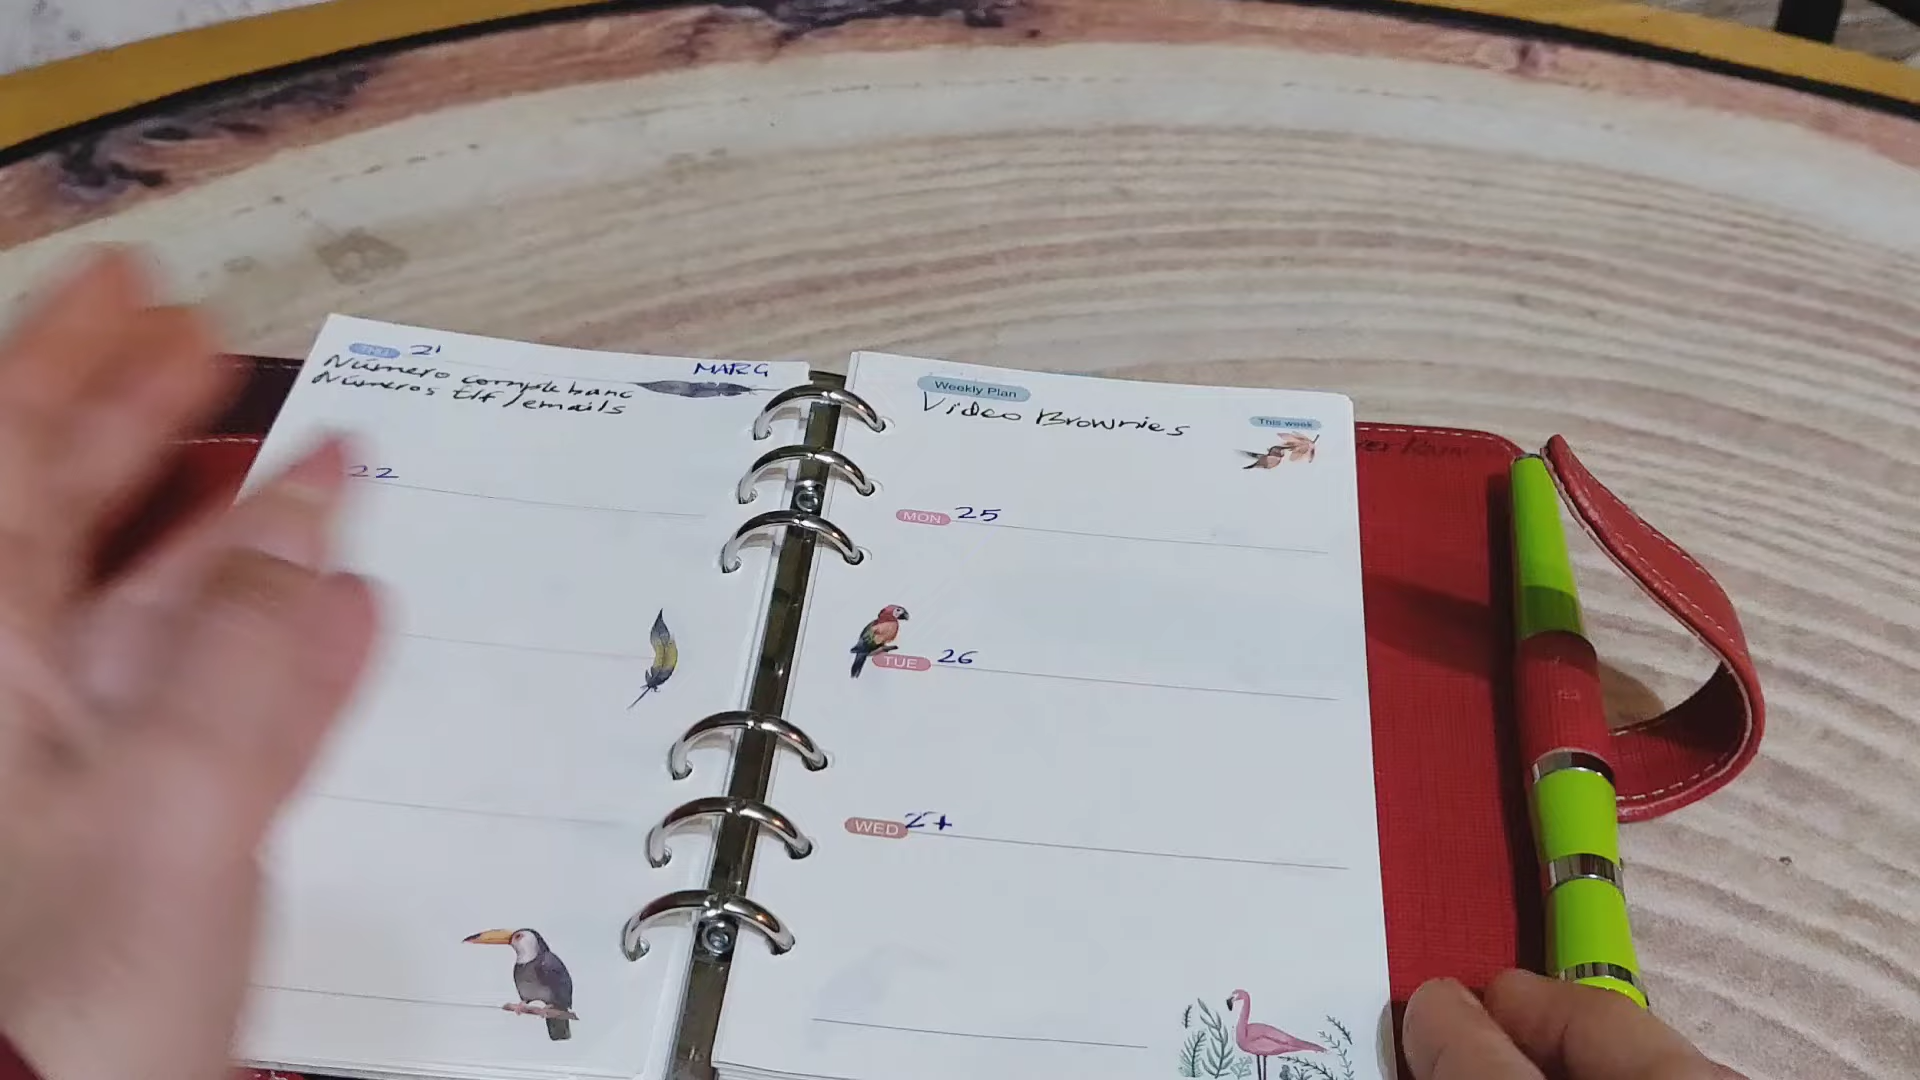 THU 21
MARG
Número comple banc
Números tlf/emails
22
Weekly Plan
Video Brownies
This week
MON 25
TUE 26
WED 27